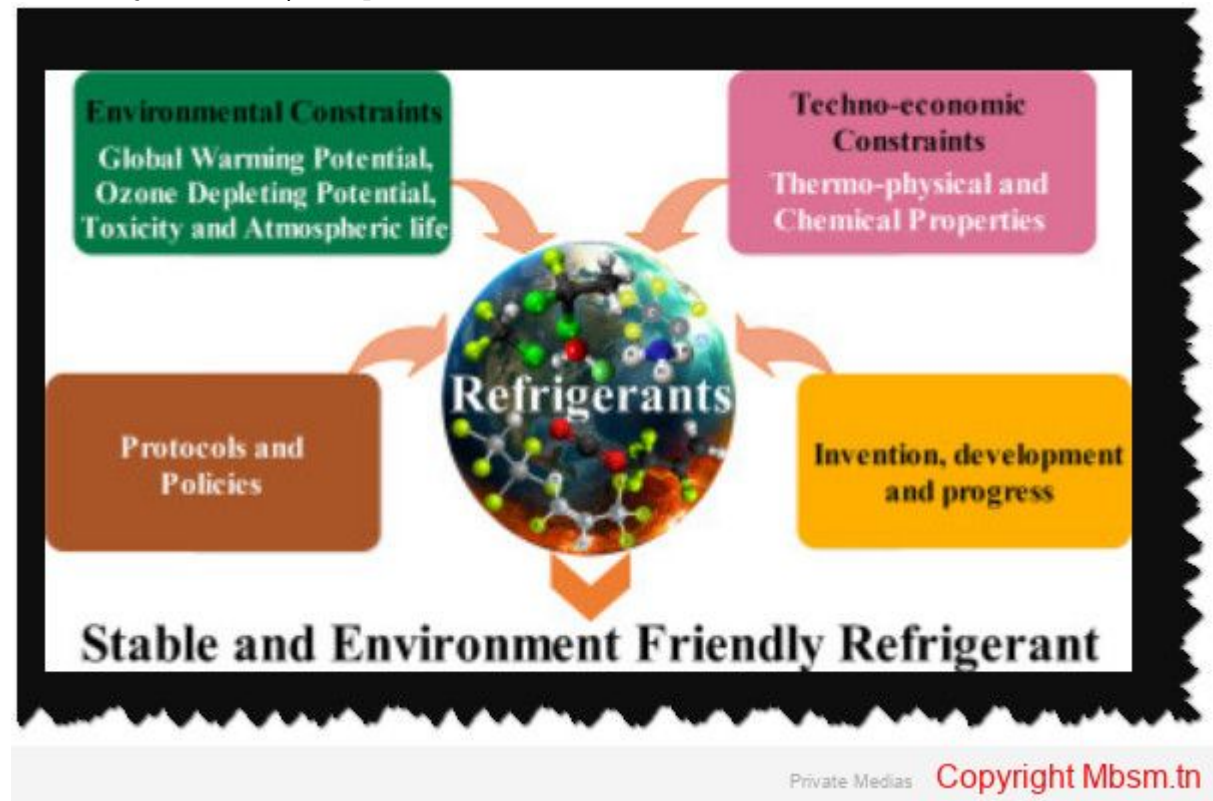 Environmental Constraints
Global Warming Potential,
Ozone Depleting Potential,
Toxicity and Atmospheric life
Techno-economic
Constraints
Thermo-physical and
Chemical Properties
Refrigerants
Protocols and
Policies
Invention, development
and progress
Stable and Environment Friendly Refrigerant
Private Medias Copyright Mbsm.tn